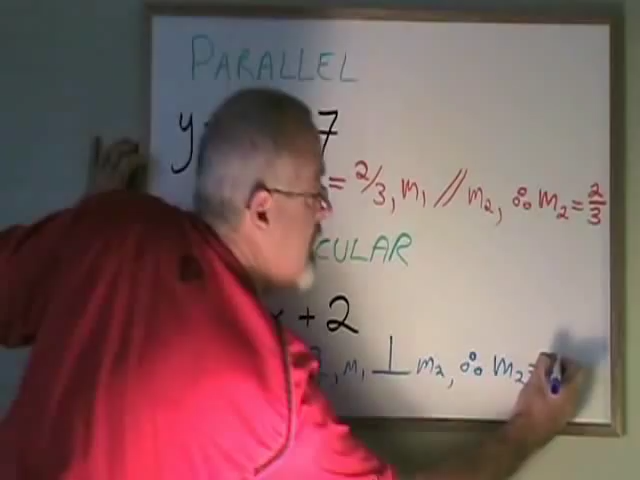 PARALLEL
y 7
= 2/3, m₁ // m₂, ∴ m₂ = 2/3
CULAR
+ 2
, m₁ ⊥ m₂, ∴ m₂ =